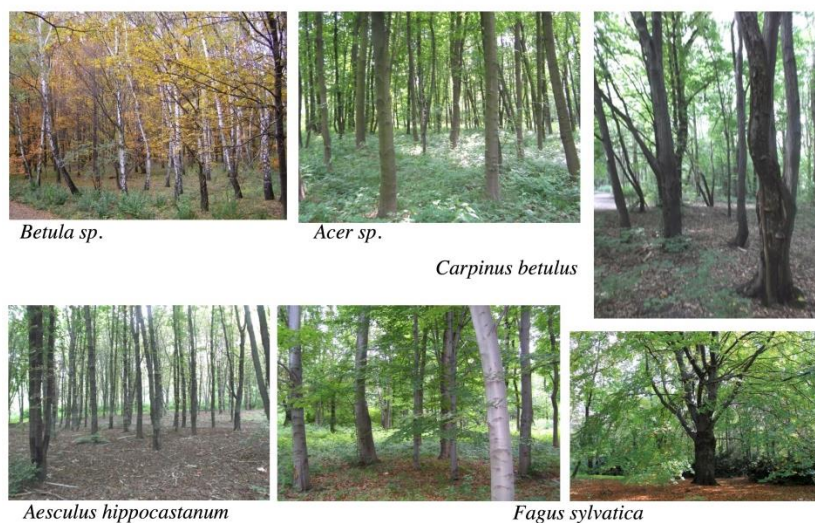 Betula sp.
Acer sp.
Carpinus betulus
Aesculus hippocastanum
Fagus sylvatica